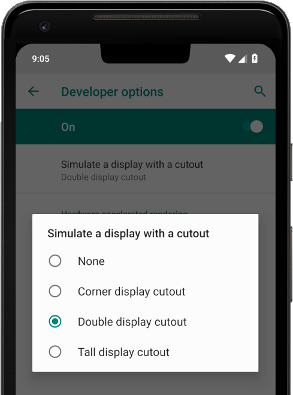 9:05
Developer options
On
Simulate a display with a cutout
Double display cutout
Hardware accelerated rendering
Simulate a display with a cutout
None
Corner display cutout
Double display cutout
Tall display cutout